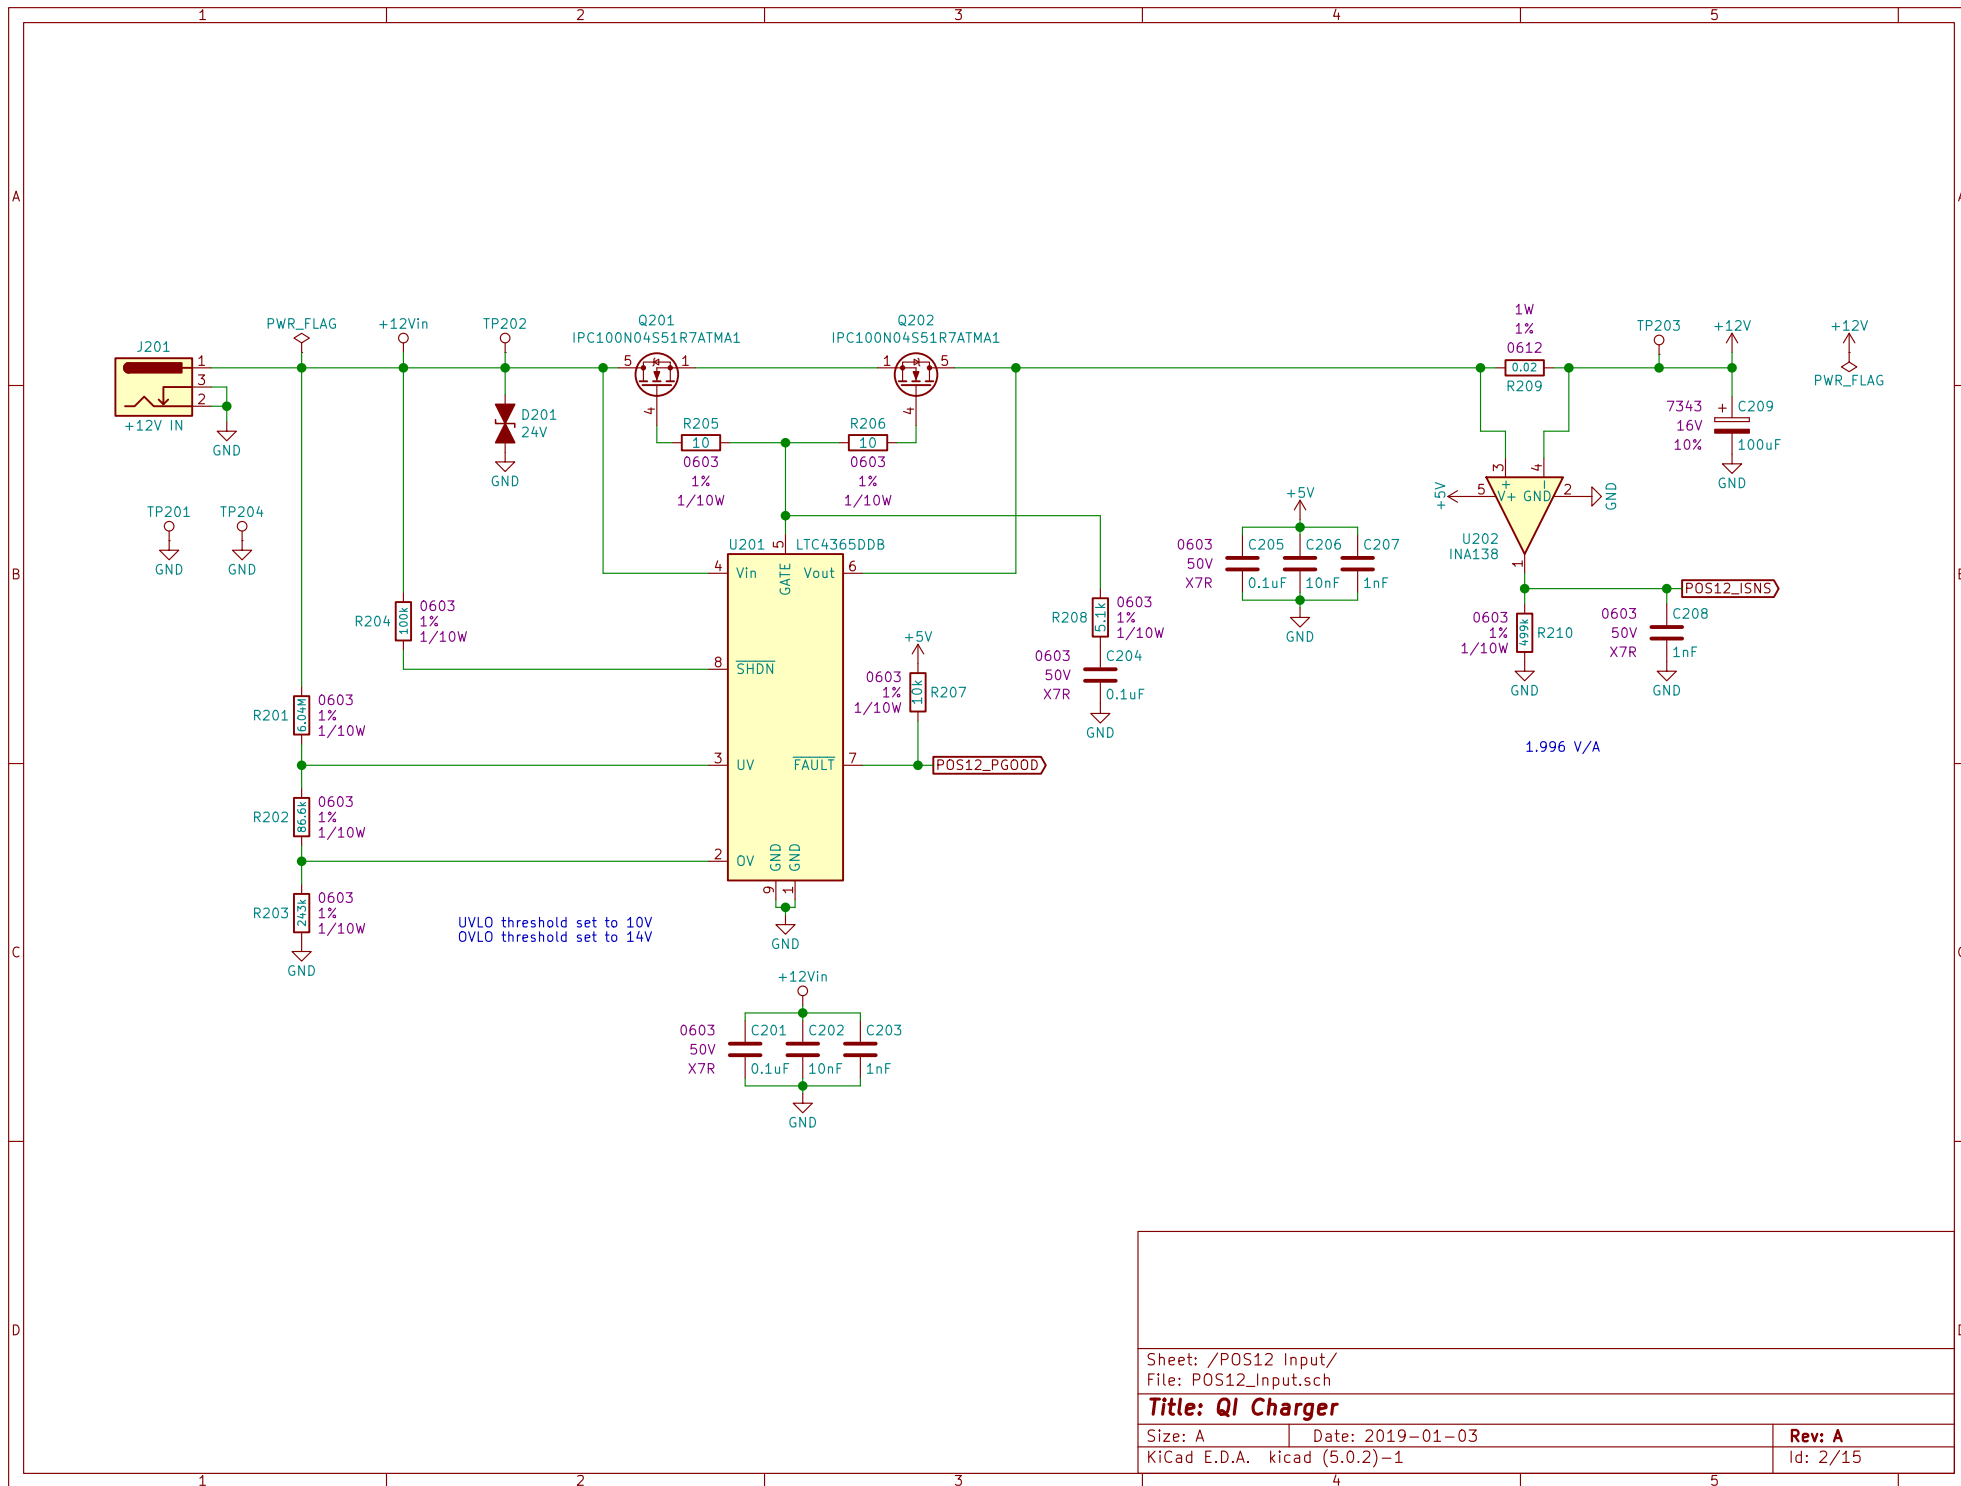 1 2 3 4 5
A
B
C
D
PWR_FLAG
+12Vin
TP202
Q201
IPC100N04S51R7ATMA1
Q202
IPC100N04S51R7ATMA1
1W
1%
0612
0.02
R209
TP203
+12V
+12V
PWR_FLAG
J201
1
3
2
+12V IN
GND
D201
24V
GND
5
1
4
1
5
4
R205
10
0603
1%
1/10W
R206
10
0603
1%
1/10W
7343
16V
10%
+
C209
100uF
GND
TP201
GND
TP204
GND
+5V
3
4
+
-
5
V+
GND
2
GND
U202
INA138
1
+5V
0603
50V
X7R
C205
0.1uF
C206
10nF
C207
1nF
GND
POS12_ISNS
0603
1%
1/10W
499k
R210
GND
0603
50V
X7R
C208
1nF
GND
1.996 V/A
U201
LTC4365DDB
5
GATE
4
Vin
Vout
6
8
SHDN
3
UV
FAULT
7
2
OV
GND
GND
9
1
GND
R204
100k
0603
1%
1/10W
R208
5.1k
0603
1%
1/10W
0603
50V
X7R
C204
0.1uF
GND
+5V
0603
1%
1/10W
10k
R207
POS12_PGOOD
R201
6.04M
0603
1%
1/10W
R202
86.6k
0603
1%
1/10W
R203
243k
0603
1%
1/10W
GND
UVLO threshold set to 10V
OVLO threshold set to 14V
+12Vin
0603
50V
X7R
C201
0.1uF
C202
10nF
C203
1nF
GND
Sheet: /POS12 Input/
File: POS12_Input.sch
Title: QI Charger
Size: A
Date: 2019-01-03
Rev: A
KiCad E.D.A. kicad (5.0.2)-1
Id: 2/15
1 2 3 4 5